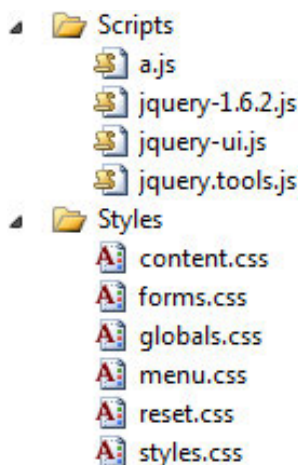 Scripts
a.js
jquery-1.6.2.js
jquery-ui.js
jquery.tools.js
Styles
content.css
forms.css
globals.css
menu.css
reset.css
styles.css